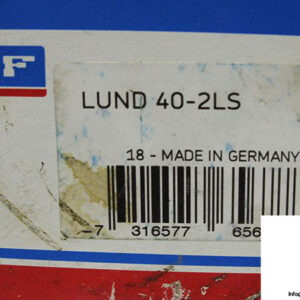 F
LUND 40-2LS
18 - MADE IN GERMANY
-7 316577 656